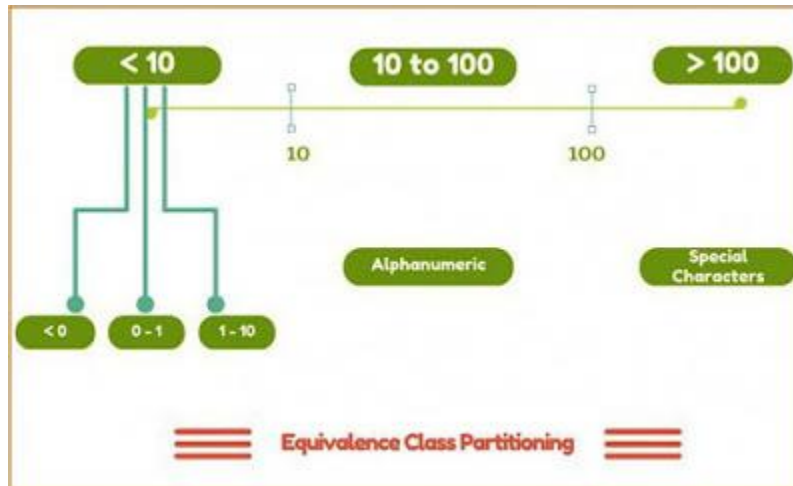 < 10
10 to 100
> 100
10
100
Alphanumeric
Special
Characters
< 0
0 - 1
1 - 10
Equivalence Class Partitioning